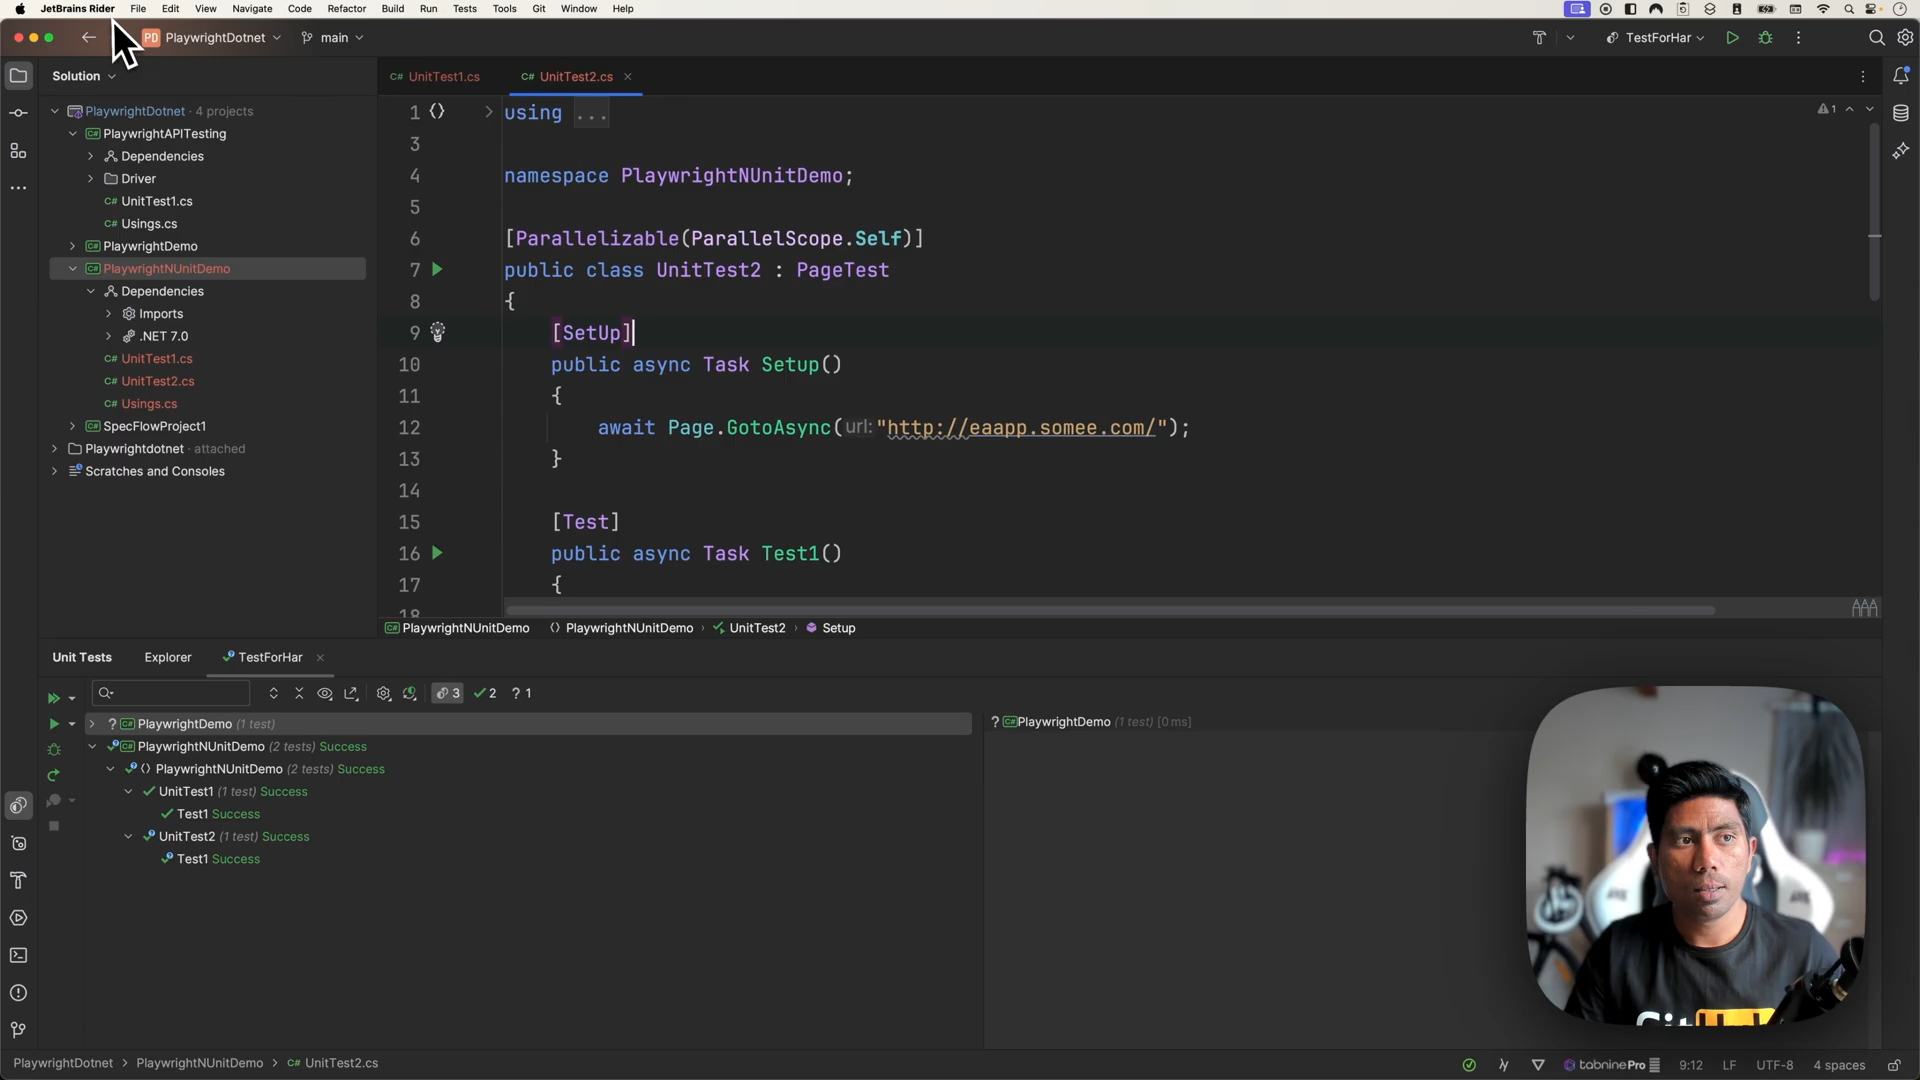 JetBrains Rider File Edit View Navigate Code Refactor Build Run Tests Tools Git Window Help
PD PlaywrightDotnet main TestForHar
Solution
UnitTest1.cs
UnitTest2.cs
PlaywrightDotnet · 4 projects
PlaywrightAPITesting
Dependencies
Driver
C# UnitTest1.cs
C# Usings.cs
PlaywrightDemo
PlaywrightNUnitDemo
Dependencies
Imports
.NET 7.0
C# UnitTest1.cs
C# UnitTest2.cs
C# Usings.cs
SpecFlowProject1
Playwrightdotnet · attached
Scratches and Consoles
1 using ...
3
4 namespace PlaywrightNUnitDemo;
5
6 [Parallelizable(ParallelScope.Self)]
7 public class UnitTest2 : PageTest
8 {
9 [SetUp]
10 public async Task Setup()
11 {
12 await Page.GotoAsync( url: "http://eaapp.somee.com/");
13 }
14
15 [Test]
16 public async Task Test1()
17 {
18
1
PlaywrightNUnitDemo PlaywrightNUnitDemo UnitTest2 Setup
Unit Tests Explorer TestForHar
3 2 ? 1
? PlaywrightDemo (1 test)
PlaywrightNUnitDemo (2 tests) Success
PlaywrightNUnitDemo (2 tests) Success
UnitTest1 (1 test) Success
Test1 Success
UnitTest2 (1 test) Success
Test1 Success
? PlaywrightDemo (1 test) [0 ms]
PlaywrightDotnet PlaywrightNUnitDemo C# UnitTest2.cs
tabnine Pro 9:12 LF UTF-8 4 spaces